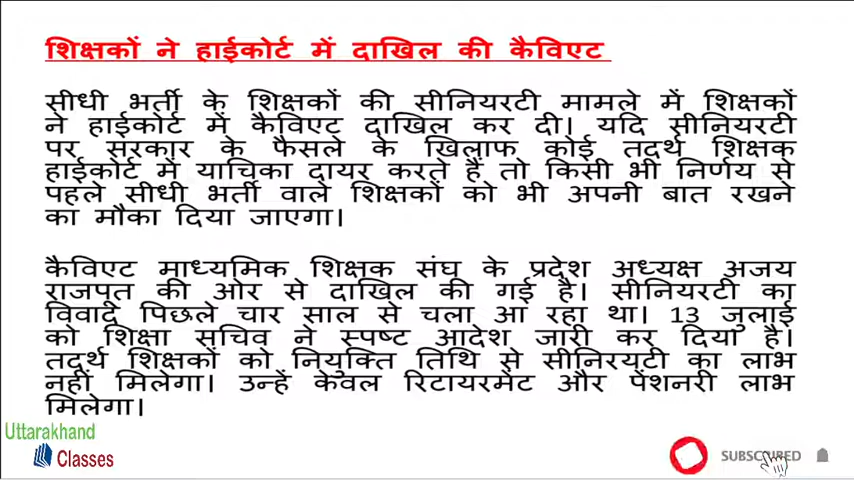 शिक्षकों ने हाईकोर्ट में दाखिल की कैविएट
सीधी भर्ती के शिक्षकों की सीनियरटी मामले में शिक्षकों
ने हाईकोर्ट में कैविएट दाखिल कर दी। यदि सीनियरटी
पर सरकार के फैसले के खिलाफ कोई तदर्थ शिक्षक
हाईकोर्ट में याचिका दायर करते हैं तो किसी भी निर्णय से
पहले सीधी भर्ती वाले शिक्षकों को भी अपनी बात रखने
का मौका दिया जाएगा।
कैविएट माध्यमिक शिक्षक संघ के प्रदेश अध्यक्ष अजय
राजपूत की ओर से दाखिल की गई है। सीनियरटी का
विवाद पिछले चार साल से चला आ रहा था। 13 जुलाई
को शिक्षा सचिव ने स्पष्ट आदेश जारी कर दिया है।
तदर्थ शिक्षकों को नियुक्ति तिथि से सीनिरयटी का लाभ
नहीं मिलेगा। उन्हें केवल रिटायरमेंट और पेंशनरी लाभ
मिलेगा।
Uttarakhand
Classes
SUBSCRIBED